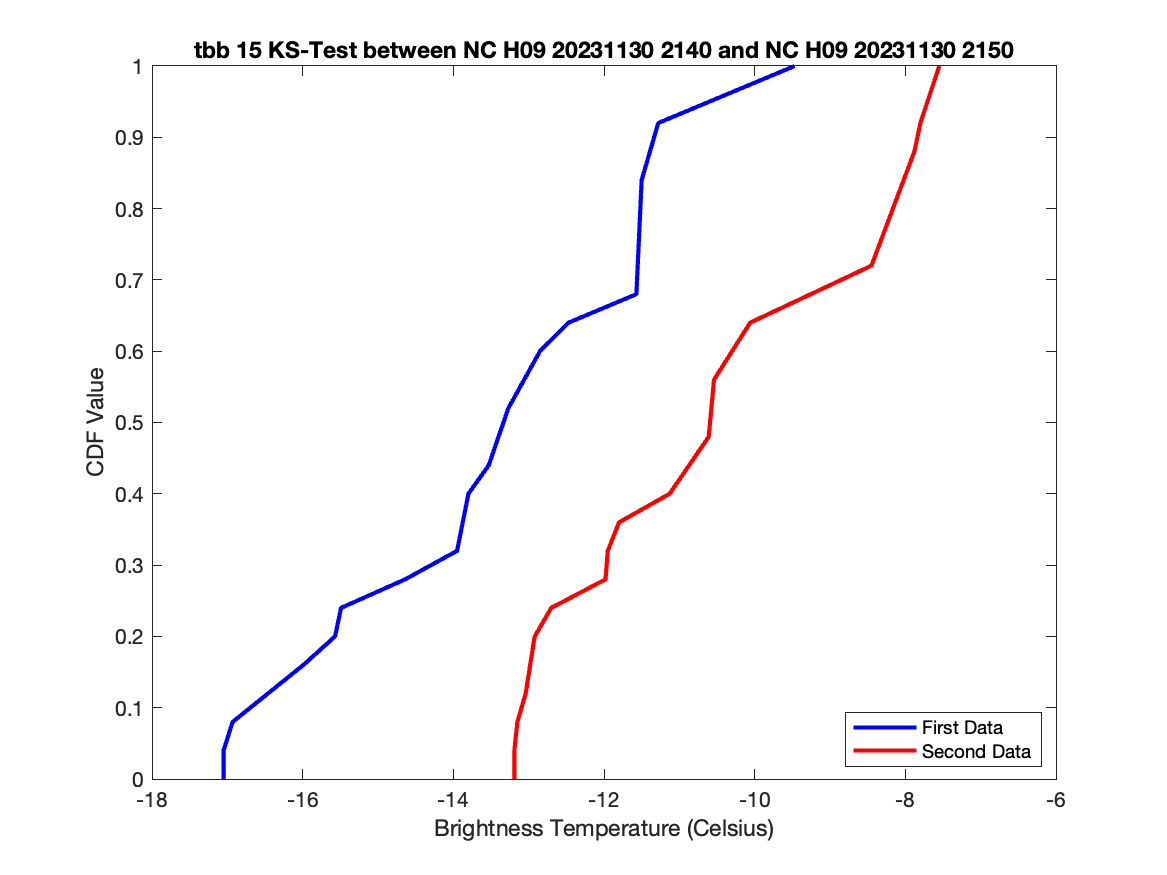 tbb 15 KS-Test between NC H09 20231130 2140 and NC H09 20231130 2150
1
0.9
0.8
0.7
0.6
0.5
0.4
0.3
0.2
0.1
0
CDF Value
First Data
Second Data
-18 -16 -14 -12 -10 -8 -6
Brightness Temperature (Celsius)